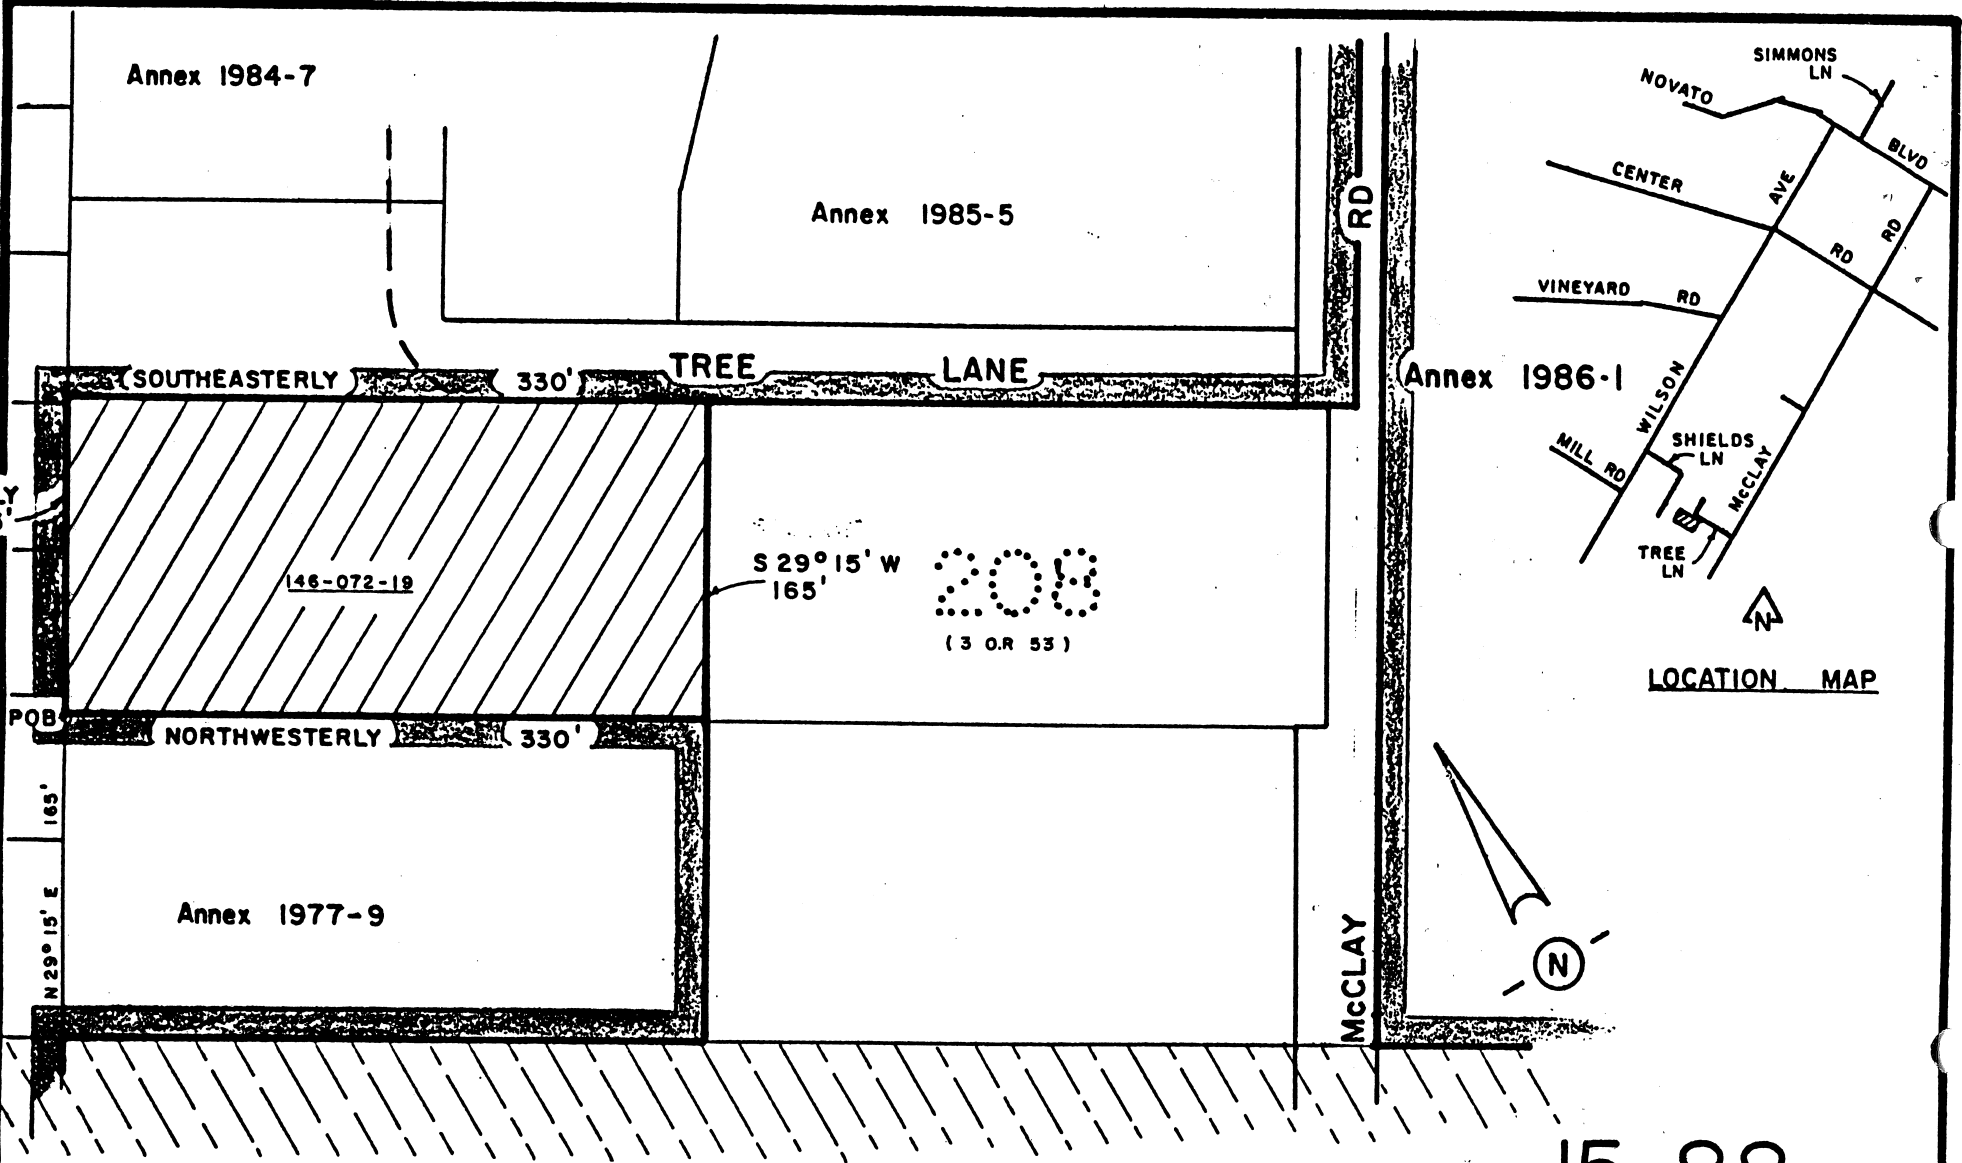 Annex 1984-7
Annex 1985-5
RD
SOUTHEASTERLY 330'
TREE LANE
Annex 1986-1
146-072-19
S 29° 15' W
165'
208
( 3 O.R 53 )
POB
NORTHWESTERLY 330'
N 29° 15' E 165'
Annex 1977-9
McCLAY
N
SIMMONS
LN
NOVATO
BLVD
CENTER
RD
AVE
RD
VINEYARD RD
WILSON
MILL RD
SHIELDS
LN
McCLAY
TREE
LN
N
LOCATION MAP